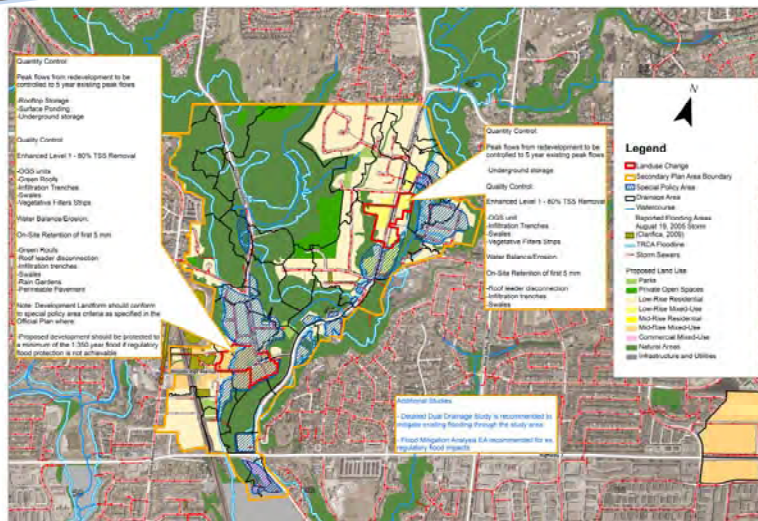 Quantity Control:
Peak flows from redevelopment to be
controlled to 5 year existing peak flows
-Rooftop Storage
-Surface Ponding
-Underground storage
Quality Control:
Enhanced Level 1 - 80% TSS Removal
-OGS units
-Green Roofs
-Infiltration Trenches
-Swales
-Vegetative Filters Strips
Water Balance/Erosion:
On-Site Retention of first 5 mm
-Green Roofs
-Roof leader disconnection
-Infiltration trenches
-Swales
-Rain Gardens
-Permeable Pavement
Note: Development Landform should conform
to special policy area criteria as specified in the
Official Plan where:
-Proposed development should be protected to
a minimum of the 1:350 year flood if regulatory
flood protection is not achievable
Quantity Control:
Peak flows from redevelopment to be
controlled to 5 year existing peak flows
-Underground storage
Quality Control:
Enhanced Level 1 - 80% TSS Removal
-OGS unit
-Infiltration Trenches
-Swales
-Vegetative Filters Strips
Water Balance/Erosion:
On-Site Retention of first 5 mm
-Roof leader disconnection
-Infiltration trenches
-Swales
Additional Studies
- Detailed Dual Drainage Study is recommended to
mitigate existing flooding through the study area
- Flood Mitigation Analysis EA recommended for ex.
regulatory flood impacts
Legend
Landuse Change
Secondary Plan Area Boundary
Special Policy Area
Drainage Area
Watercourse
Reported Flooding Areas
August 19, 2005 Storm
(Clarifica, 2009)
TRCA Floodline
Storm Sewers
Proposed Land Use
Parks
Private Open Spaces
Low-Rise Residential
Low-Rise Mixed-Use
Mid-Rise Residential
Mid-Rise Mixed-Use
Commercial Mixed-Use
Natural Areas
Infrastructure and Utilities